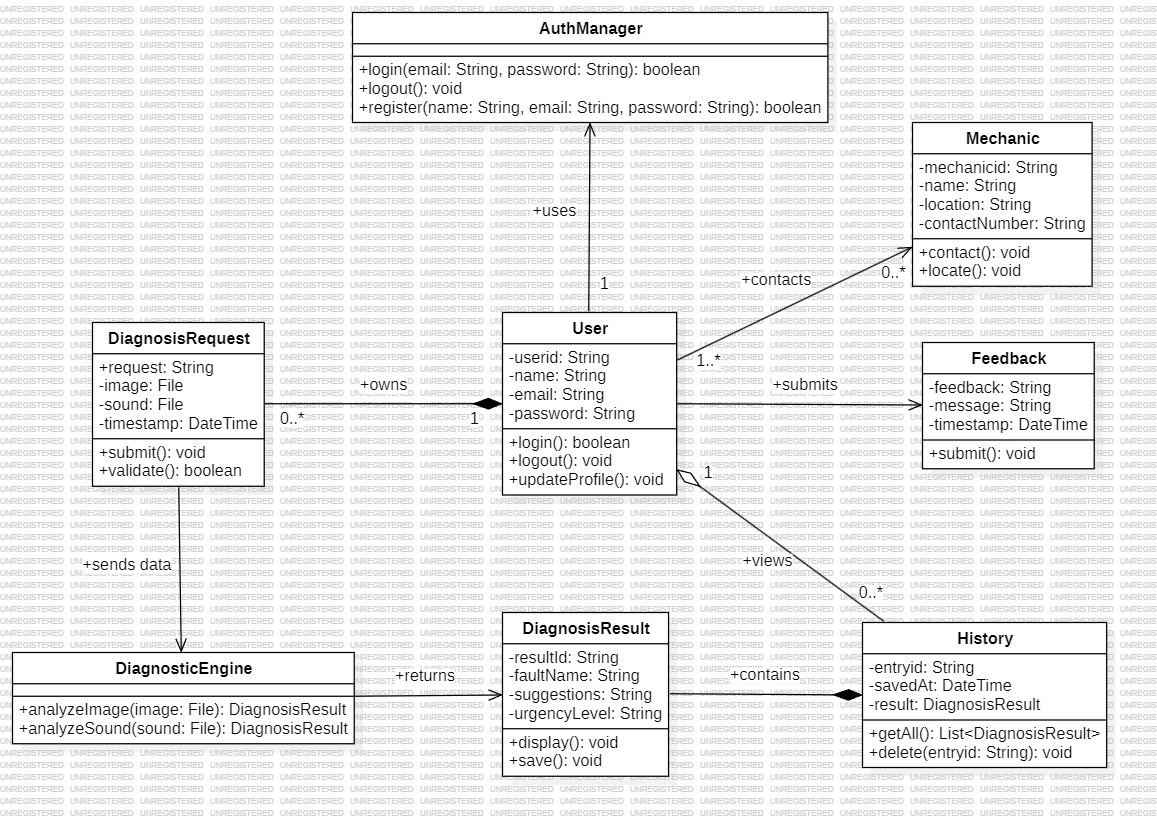 AuthManager
+login(email: String, password: String): boolean
+logout(): void
+register(name: String, email: String, password: String): boolean
Mechanic
-mechanicid: String
-name: String
-location: String
-contactNumber: String
+contact(): void
+locate(): void
+uses
1
+contacts
0..*
1..*
DiagnosisRequest
+request: String
-image: File
-sound: File
-timestamp: DateTime
+submit(): void
+validate(): boolean
+owns
0..*
1
User
-userid: String
-name: String
-email: String
-password: String
+login(): boolean
+logout(): void
+updateProfile(): void
+submits
Feedback
-feedback: String
-message: String
-timestamp: DateTime
+submit(): void
1
+views
0..*
+sends data
DiagnosticEngine
+analyzeImage(image: File): DiagnosisResult
+analyzeSound(sound: File): DiagnosisResult
+returns
DiagnosisResult
-resultId: String
-faultName: String
-suggestions: String
-urgencyLevel: String
+display(): void
+save(): void
+contains
History
-entryid: String
-savedAt: DateTime
-result: DiagnosisResult
+getAll(): List<DiagnosisResult>
+delete(entryid: String): void
UNREGISTERED